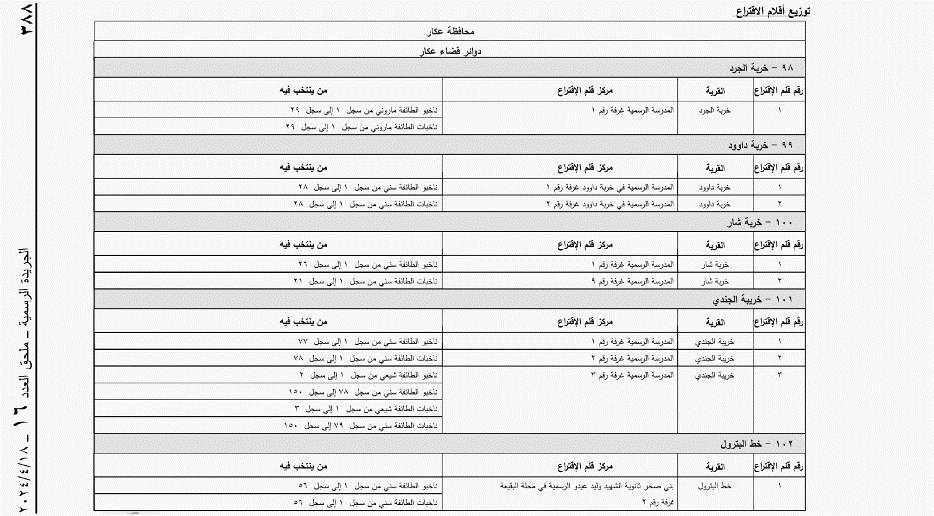 توزيع أقلام الاقتراع
٣٨٨
محافظة عكار
دوائر قضاء عكار
٩٨ - خربة الجرد
رقم قلم الإقتراع القرية مركز قلم الإقتراع من ينتخب فيه
١ خربة الجرد المدرسة الرسمية غرفة رقم ١ ناخبو الطائفة ماروني من سجل ١ إلى سجل ٢٩
ناخبات الطائفة ماروني من سجل ١ إلى سجل ٢٩
٩٩ - خربة داوود
رقم قلم الإقتراع القرية مركز قلم الإقتراع من ينتخب فيه
١ خربة داوود المدرسة الرسمية في خربة داوود غرفة رقم ١ ناخبو الطائفة سني من سجل ١ إلى سجل ٢٨
٢ خربة داوود المدرسة الرسمية في خربة داوود غرفة رقم ٢ ناخبات الطائفة سني من سجل ١ إلى سجل ٢٨
١٠٠ - خربة شار
رقم قلم الإقتراع القرية مركز قلم الإقتراع من ينتخب فيه
١ خربة شار المدرسة الرسمية غرفة رقم ١ ناخبو الطائفة سني من سجل ١ إلى سجل ٢٦
٢ خربة شار المدرسة الرسمية غرفة رقم ٩ ناخبات الطائفة سني من سجل ١ إلى سجل ٢١
١٠١ - خريبة الجندي
رقم قلم الإقتراع القرية مركز قلم الإقتراع من ينتخب فيه
١ خريبة الجندي المدرسة الرسمية غرفة رقم ١ ناخبو الطائفة سني من سجل ١ إلى سجل ٧٧
٢ خريبة الجندي المدرسة الرسمية غرفة رقم ٢ ناخبات الطائفة سني من سجل ١ إلى سجل ٧٨
٣ خريبة الجندي المدرسة الرسمية غرفة رقم ٣ ناخبو الطائفة شيعي من سجل ١ إلى سجل ٢
ناخبو الطائفة سني من سجل ٧٨ إلى سجل ١٥٠
ناخبات الطائفة شيعي من سجل ١ إلى سجل ٣
ناخبات الطائفة سني من سجل ٧٩ إلى سجل ١٥٠
١٠٢ - خط البترول
رقم قلم الإقتراع القرية مركز قلم الإقتراع من ينتخب فيه
١ خط البترول بني صخر ثانوية الشهيد وليد عبدو الرسمية في محلة البقيعة ناخبو الطائفة سني من سجل ١ إلى سجل ٥٦
غرفة رقم ٢ ناخبات الطائفة سني من سجل ١ إلى سجل ٥٦
الجريدة الرسمية ـ ملحق العدد ١٦ ـ ٢٠٢٤/٤/١٨